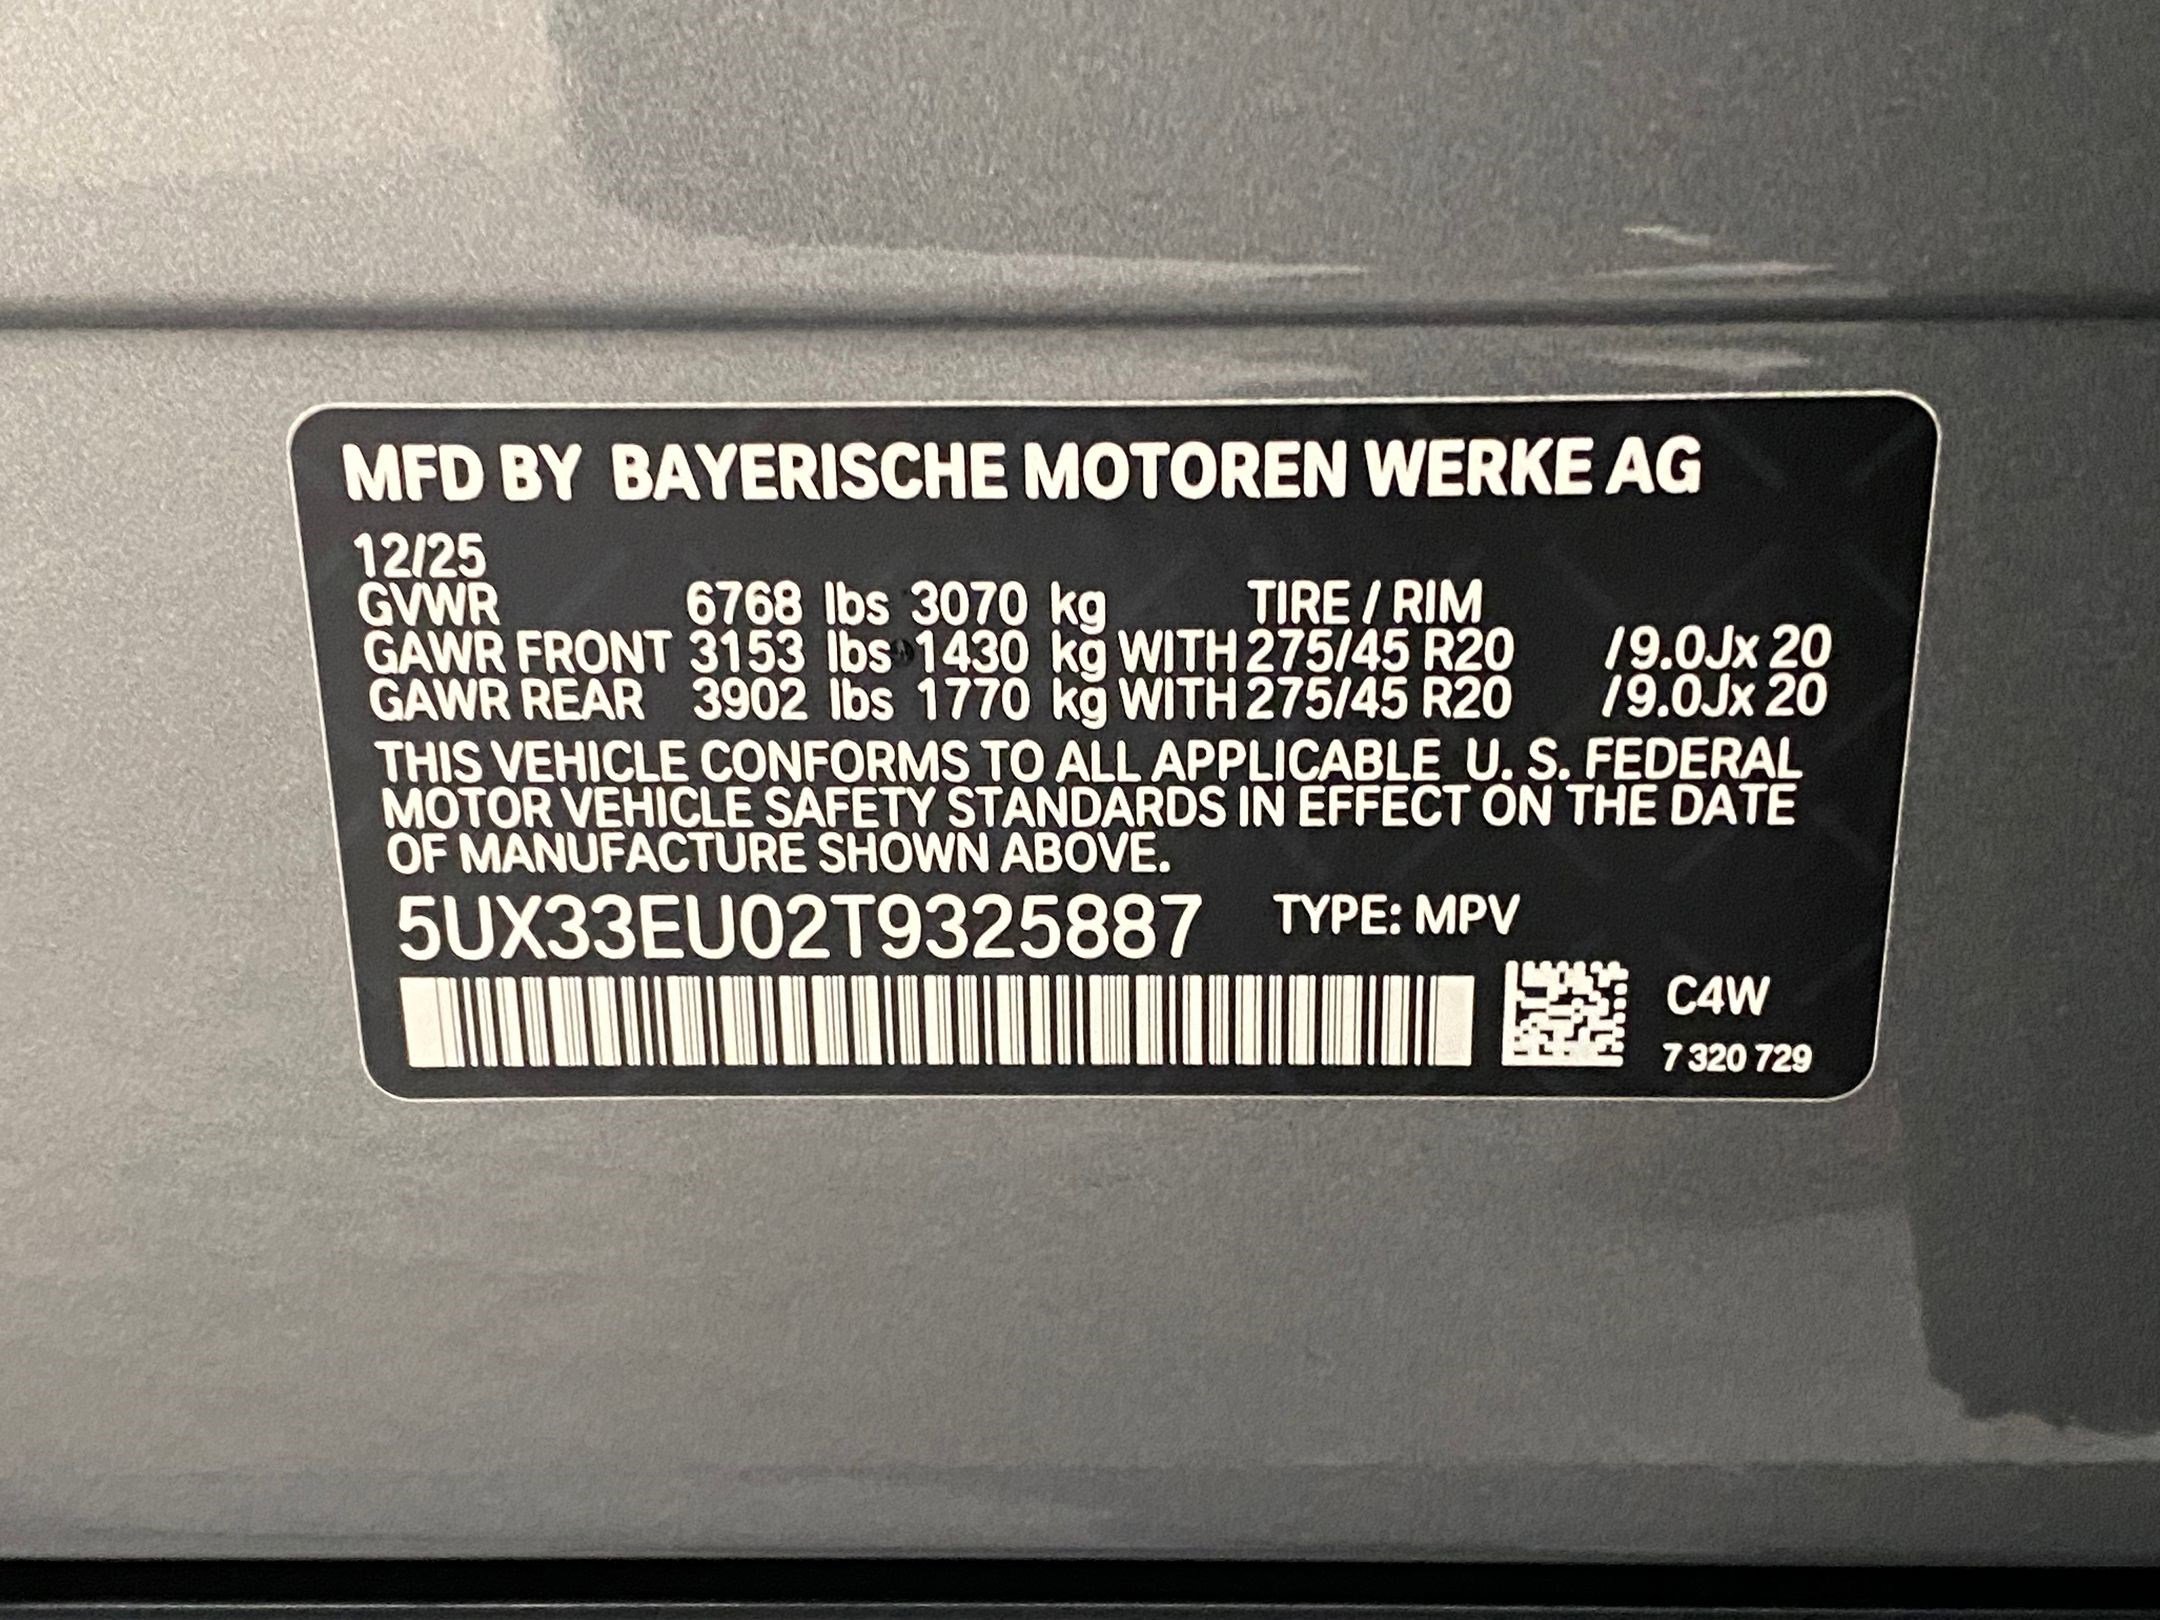 MFD BY BAYERISCHE MOTOREN WERKE AG
12/25
GVWR 6768 lbs 3070 kg TIRE / RIM
GAWR FRONT 3153 lbs 1430 kg WITH 275/45 R20 /9.0Jx 20
GAWR REAR 3902 lbs 1770 kg WITH 275/45 R20 /9.0Jx 20
THIS VEHICLE CONFORMS TO ALL APPLICABLE U. S. FEDERAL
MOTOR VEHICLE SAFETY STANDARDS IN EFFECT ON THE DATE
OF MANUFACTURE SHOWN ABOVE.
5UX33EU02T9325887 TYPE: MPV
C4W
7 320 729